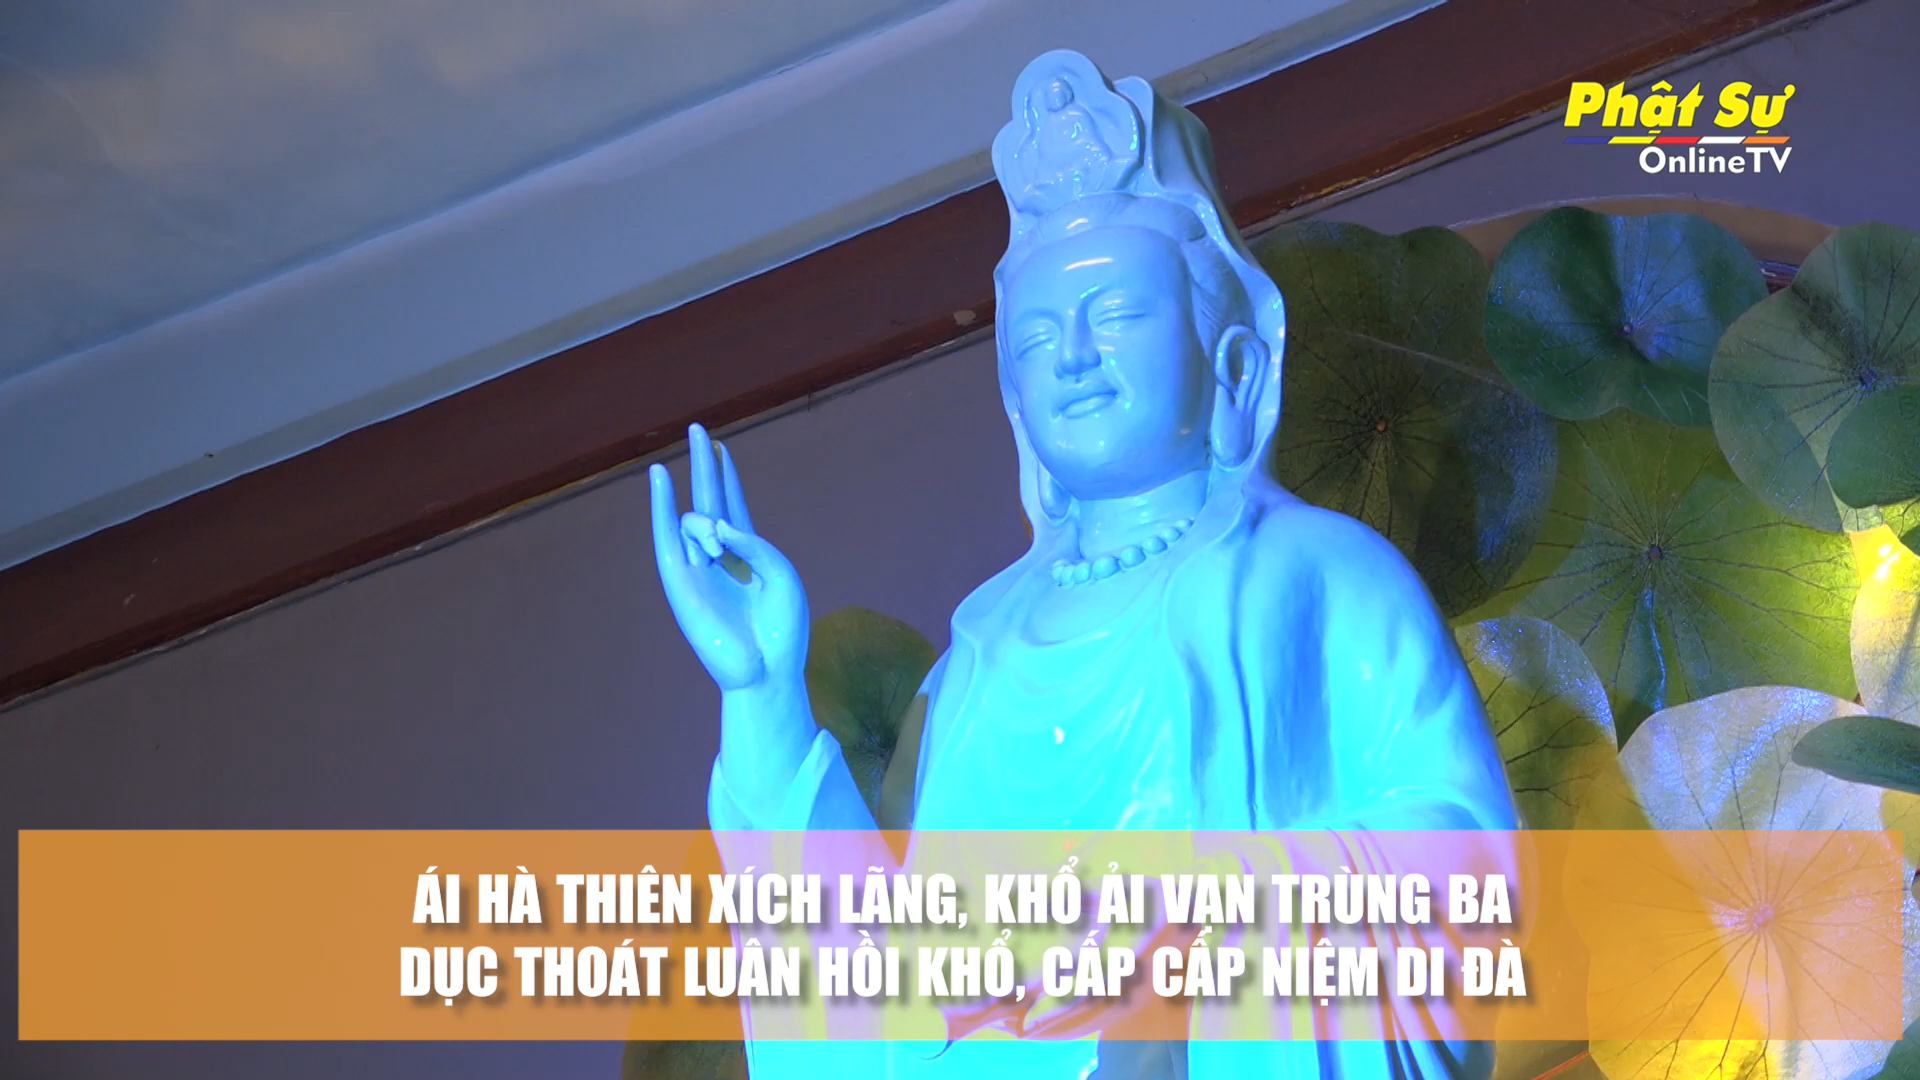 Phật Sự
OnlineTV
ÁI HÀ THIÊN XÍCH LÃNG, KHỔ ẢI VẠN TRÙNG BA
DỤC THOÁT LUÂN HỒI KHỔ, CẤP CẤP NIỆM DI ĐÀ